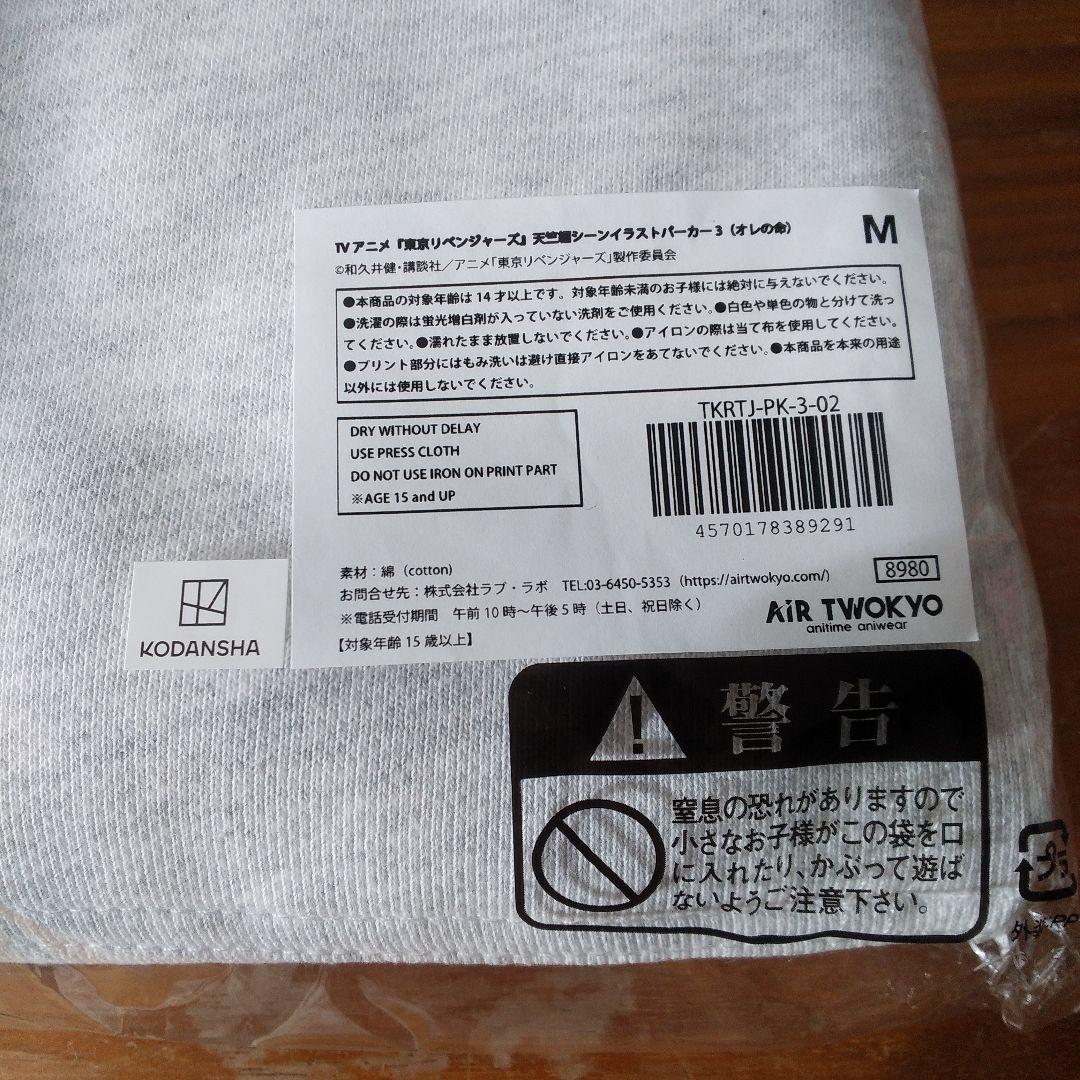 TVアニメ『東京リベンジャーズ』天竺編シーンイラストパーカー3（オレの命）
M
©和久井健・講談社／アニメ「東京リベンジャーズ」製作委員会
●本商品の対象年齢は14才以上です。対象年齢未満のお子様には絶対に与えないでください。
●洗濯の際は蛍光増白剤が入っていない洗剤をご使用ください。●白色や単色の物と分けて洗っ
てください。●濡れたまま放置しないでください。●アイロンの際は当て布を使用してください。
●プリント部分にはもみ洗いは避け直接アイロンをあてないでください。●本商品を本来の用途
以外には使用しないでください。
DRY WITHOUT DELAY
USE PRESS CLOTH
DO NOT USE IRON ON PRINT PART
※AGE 15 and UP
TKRTJ-PK-3-02
4570178389291
素材：綿（cotton)
お問合せ先：株式会社ラブ・ラボ　TEL:03-6450-5353（https://airtwokyo.com/）
※電話受付期間　午前10時〜午後5時（土日、祝日除く）
【対象年齢15歳以上】
8980
AiR TWOKYO
anitime aniwear
KODANSHA
警告
窒息の恐れがありますので
小さなお子様がこの袋を口
に入れたり、かぶって遊ば
ないようご注意下さい。
プラ
外装:PP